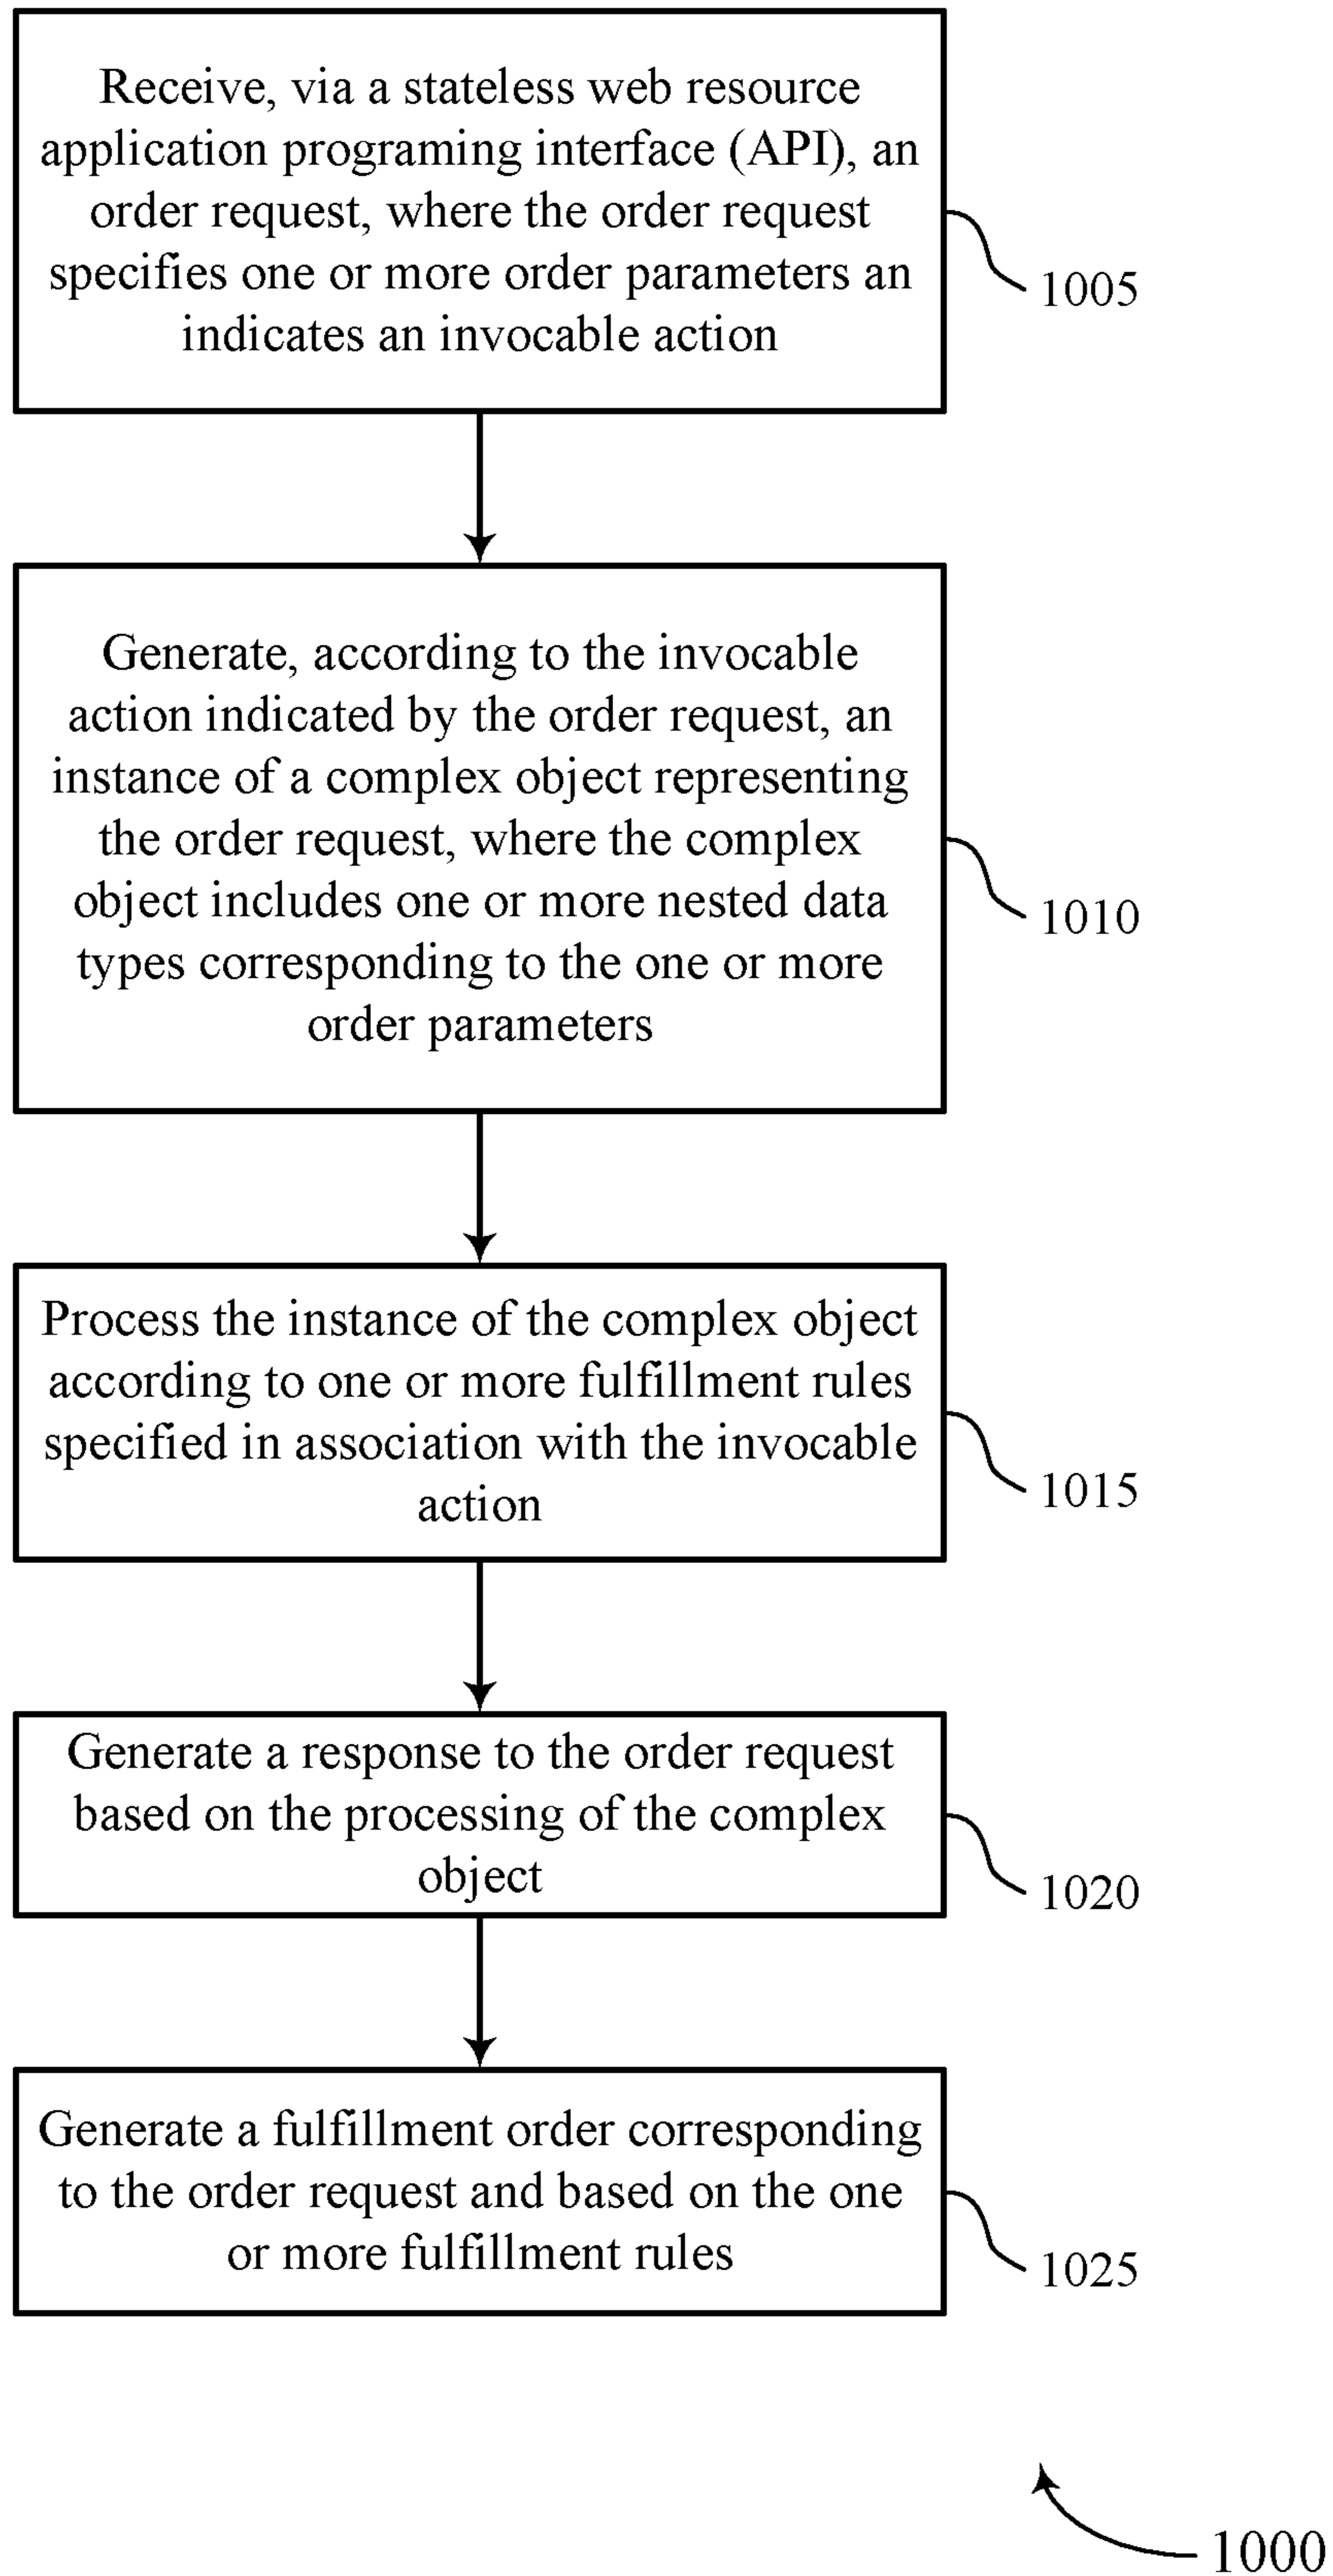 Receive, via a stateless web resource
application programing interface (API), an
order request, where the order request
specifies one or more order parameters an
indicates an invocable action
1005
Generate, according to the invocable
action indicated by the order request, an
instance of a complex object representing
the order request, where the complex
object includes one or more nested data
types corresponding to the one or more
order parameters
1010
Process the instance of the complex object
according to one or more fulfillment rules
specified in association with the invocable
action
1015
Generate a response to the order request
based on the processing of the complex
object
1020
Generate a fulfillment order corresponding
to the order request and based on the one
or more fulfillment rules
1025
1000